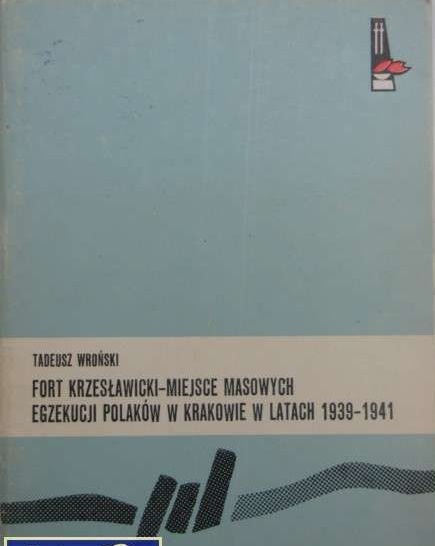 TADEUSZ WROŃSKI
FORT KRZESŁAWICKI-MIEJSCE MASOWYCH
EGZEKUCJI POLAKÓW W KRAKOWIE W LATACH 1939-1941